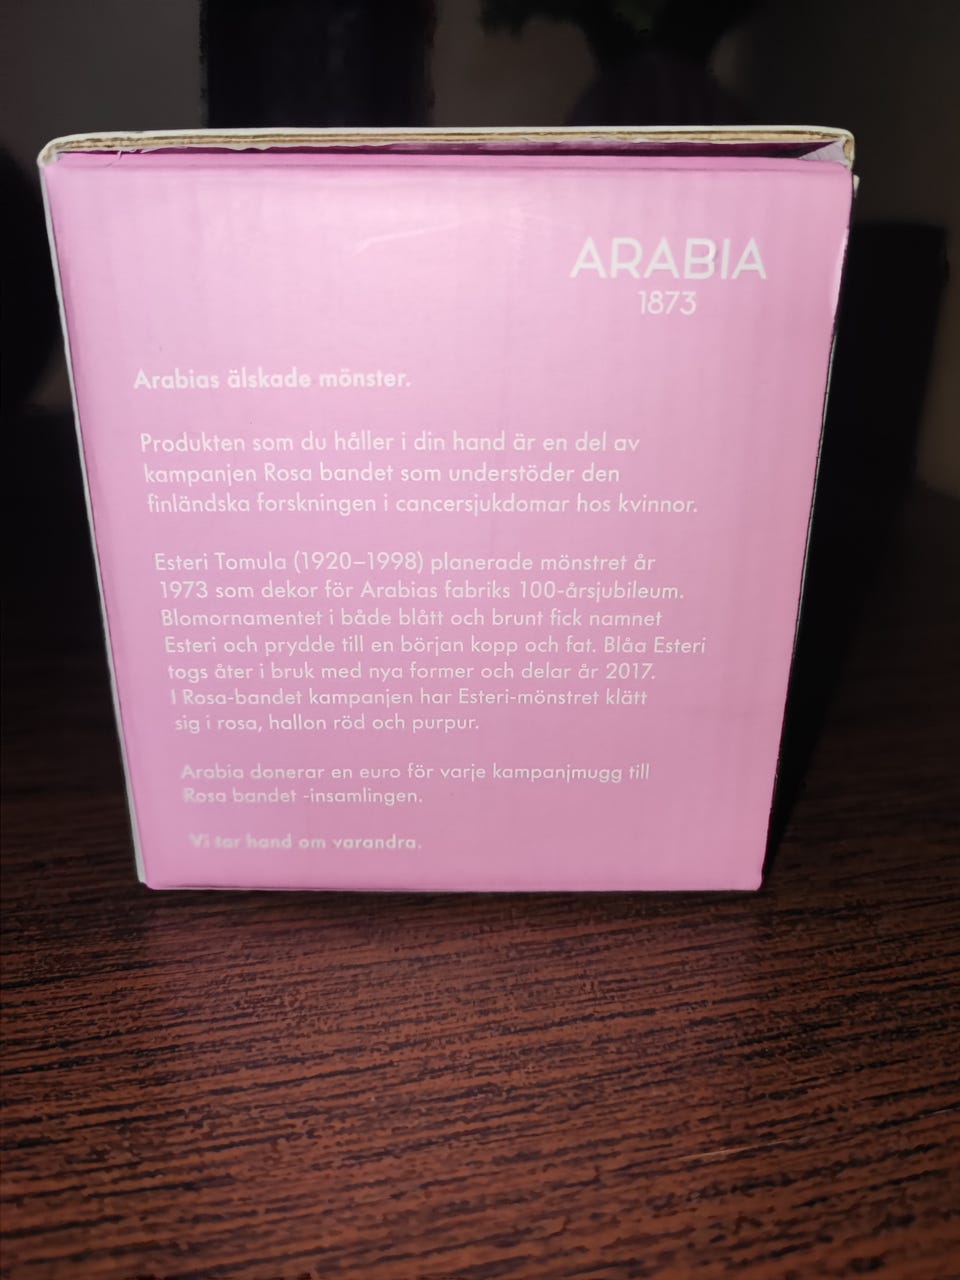 ARABIA
1873
Arabias älskade mönster.
Produkten som du håller i din hand är en del av
kampanjen Rosa bandet som understöder den
finländska forskningen i cancersjukdomar hos kvinnor.
Esteri Tomula (1920–1998) planerade mönstret år
1973 som dekor för Arabias fabriks 100-årsjubileum.
Blomornamentet i både blått och brunt fick namnet
Esteri och prydde till en början kopp och fat. Blåa Esteri
togs åter i bruk med nya former och delar år 2017.
I Rosa-bandet kampanjen har Esteri-mönstret klätt
sig i rosa, hallon röd och purpur.
Arabia donerar en euro för varje kampanjmugg till
Rosa bandet -insamlingen.
Vi tar hand om varandra.